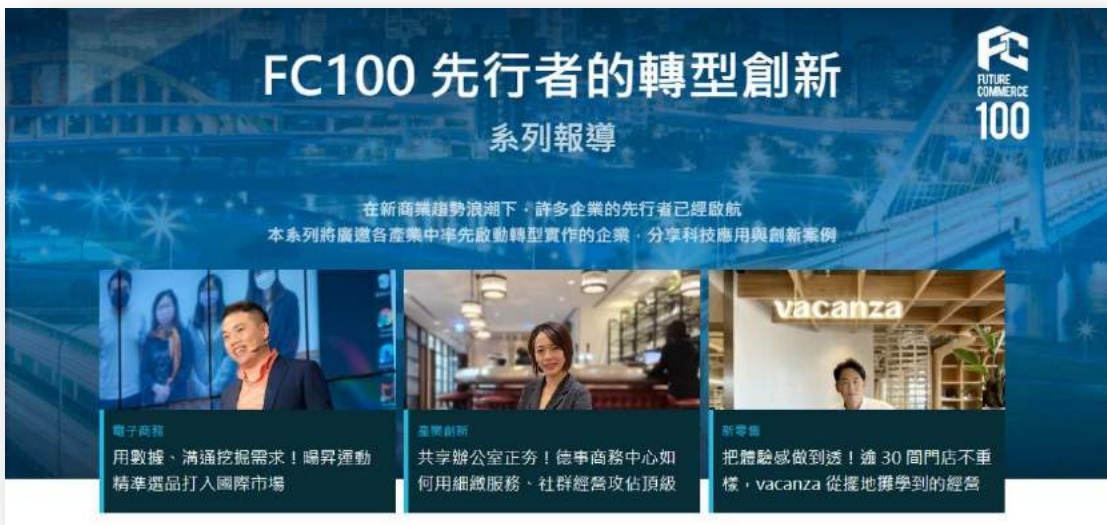 FC100 先行者的轉型創新
系列報導
FC
FUTURE
COMMERCE
100
在新商業趨勢浪潮下，許多企業的先行者已經啟航
本系列將廣邀各產業中率先啟動轉型實作的企業，分享科技應用與創新案例
vacanza
電子商務
用數據、溝通挖掘需求！暘昇運動
精準選品打入國際市場
產業創新
共享辦公室正夯！德事商務中心如
何用細緻服務、社群經營攻佔頂級
新零售
把體驗感做到透！逾 30 間門店不重
樣，vacanza 從擺地攤學到的經營